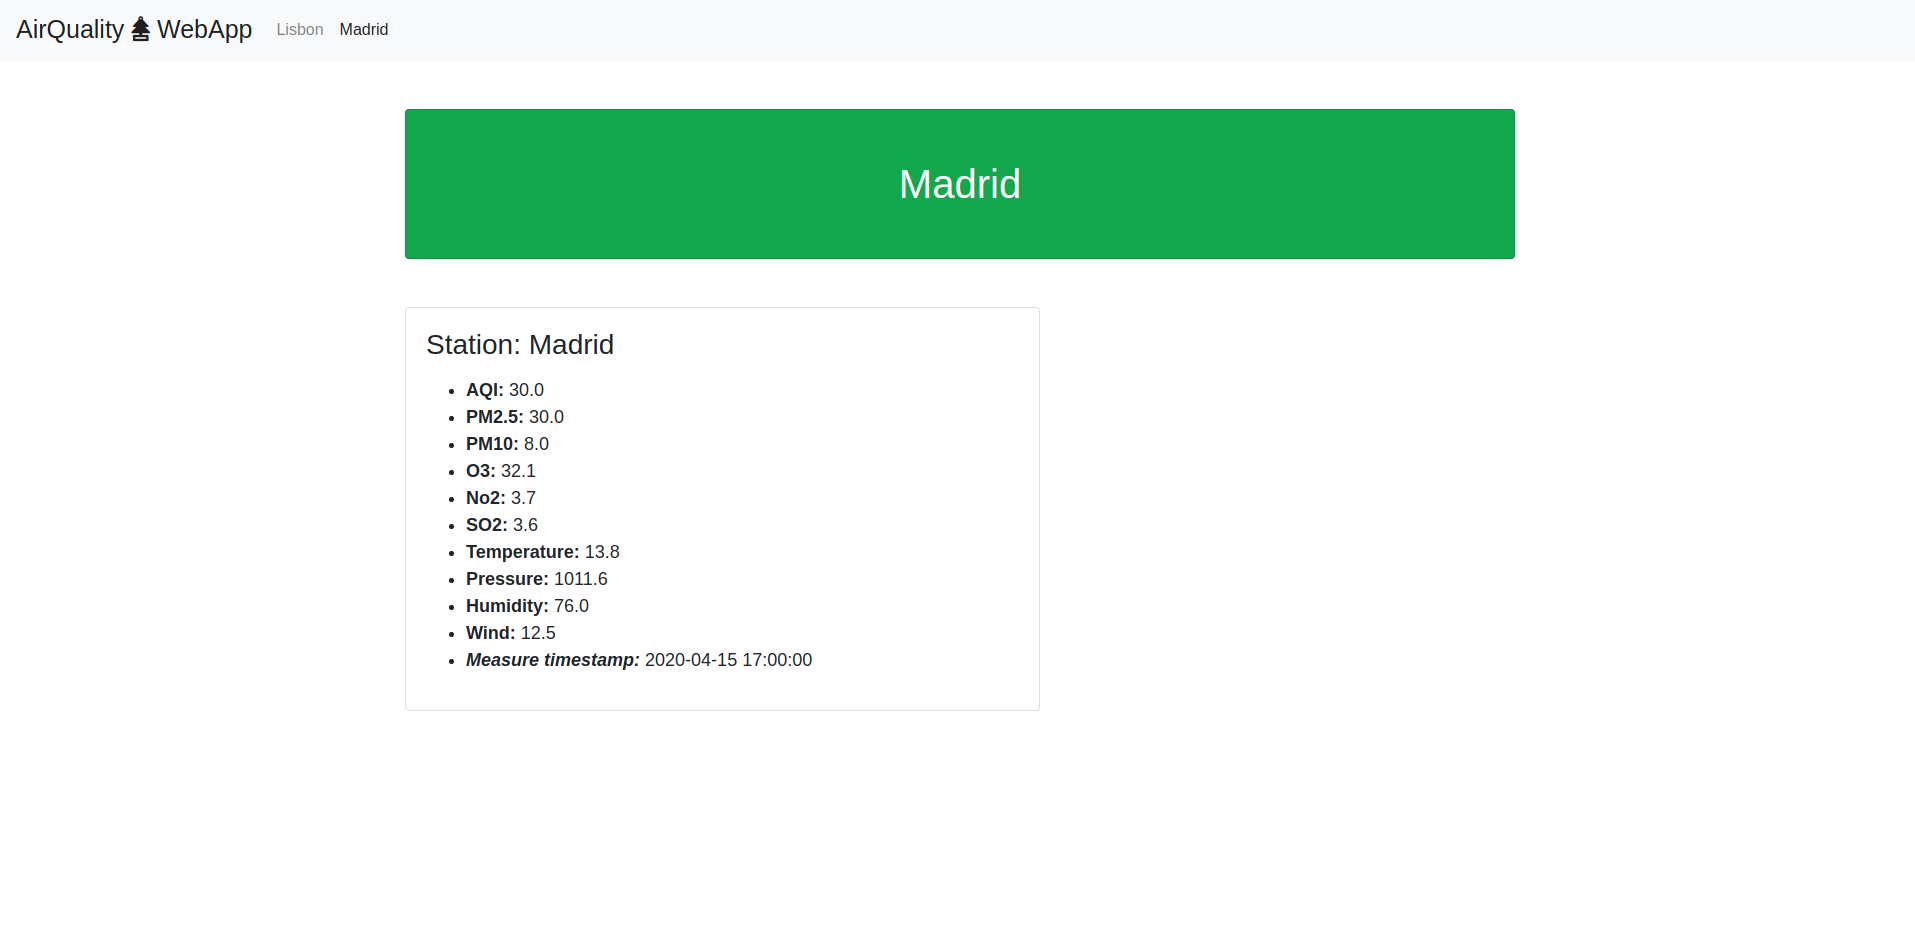 AirQuality 숢 WebApp Lisbon Madrid
Madrid
Station: Madrid
AQI: 30.0
PM2.5: 30.0
PM10: 8.0
O3: 32.1
No2: 3.7
SO2: 3.6
Temperature: 13.8
Pressure: 1011.6
Humidity: 76.0
Wind: 12.5
Measure timestamp: 2020-04-15 17:00:00